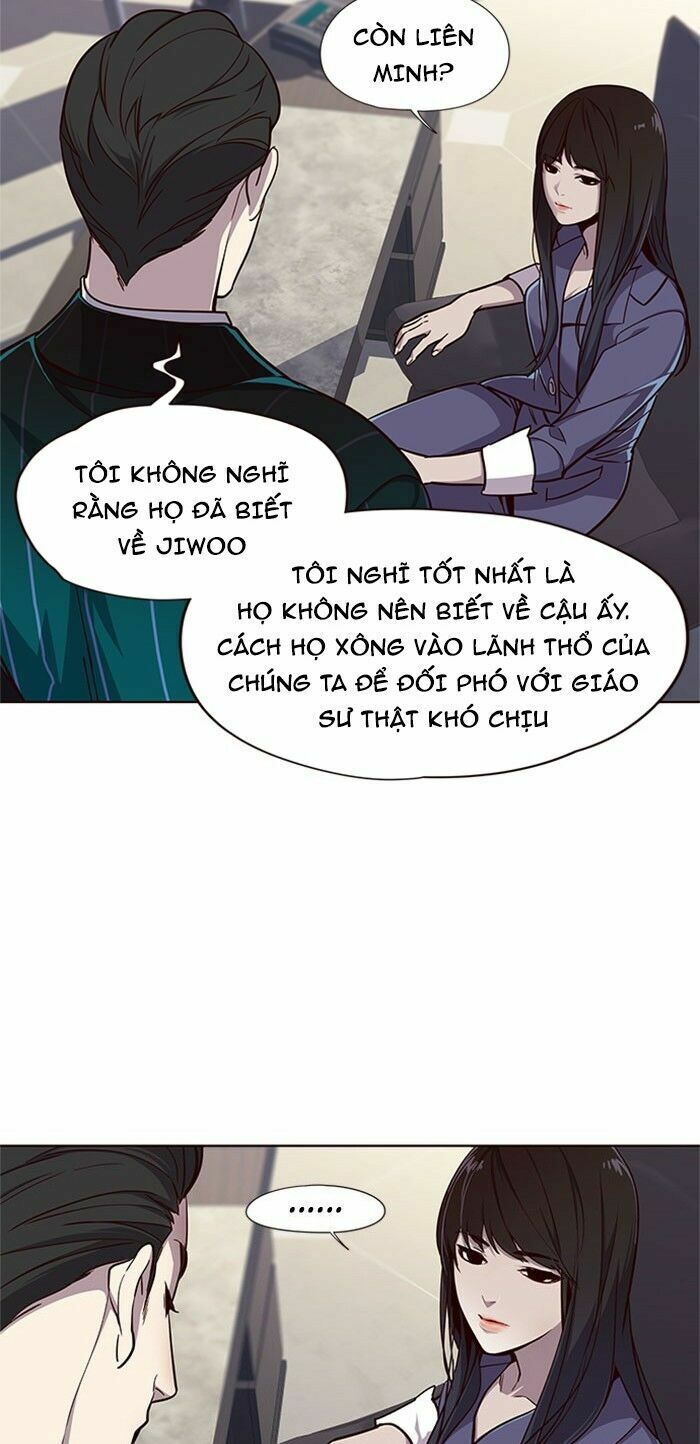 CÒN LIÊN
MINH?
TÔI KHÔNG NGHĨ
RẰNG HỌ ĐÃ BIẾT
VỀ JIWOO
TÔI NGHĨ TỐT NHẤT LÀ
HỌ KHÔNG NÊN BIẾT VỀ CẬU ẤY.
CÁCH HỌ XÔNG VÀO LÃNH THỔ CỦA
CHÚNG TA ĐỂ ĐỐI PHÓ VỚI GIÁO
SƯ THẬT KHÓ CHỊU
......